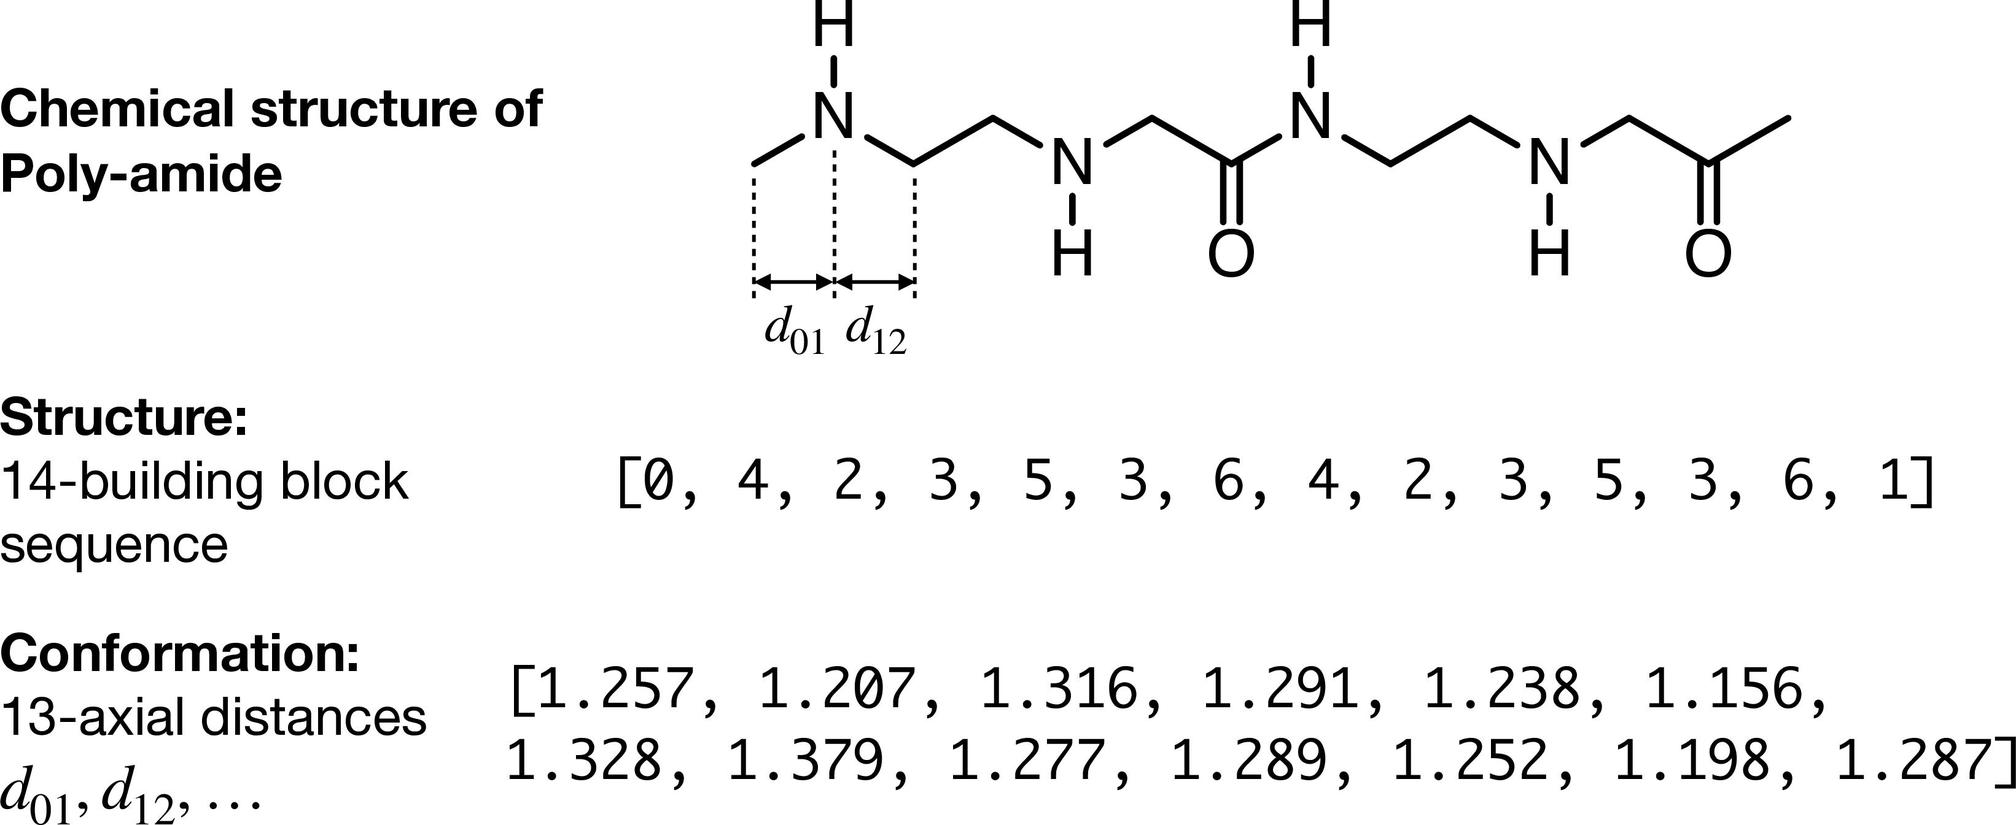 H H
Chemical structure of
N N
Poly-amide
N N
H O H O
d01 d12
Structure:
14-building block
[0, 4, 2, 3, 5, 3, 6, 4, 2, 3, 5, 3, 6, 1]
sequence
Conformation:
[1.257, 1.207, 1.316, 1.291, 1.238, 1.156,
13-axial distances
1.328, 1.379, 1.277, 1.289, 1.252, 1.198, 1.287]
d01, d12, …